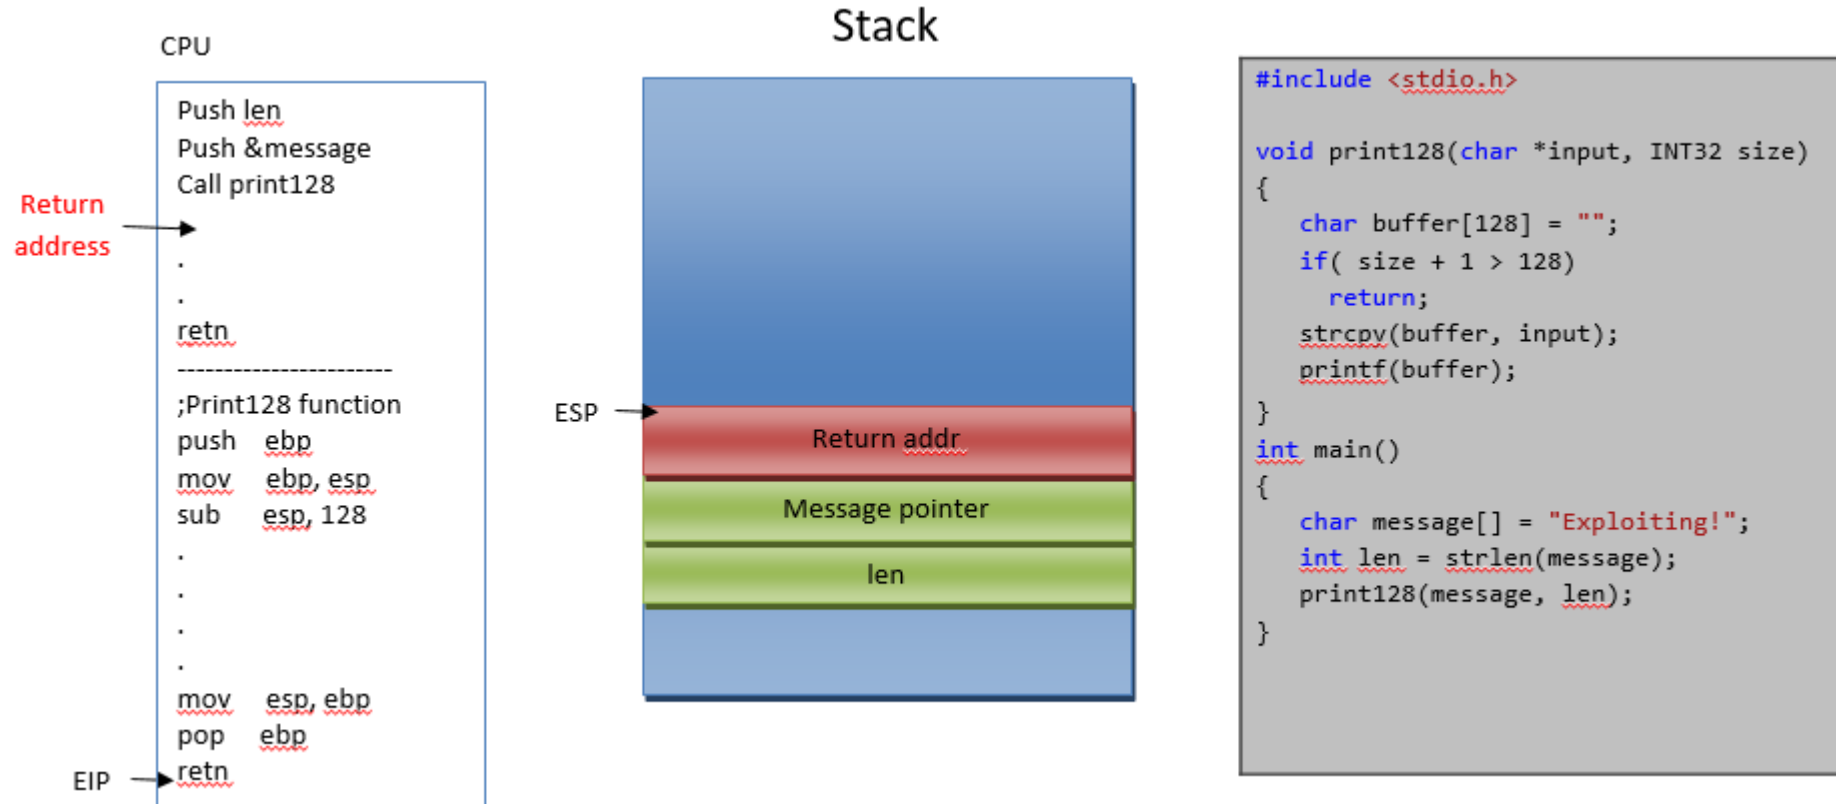 CPU
Push len
Push &message
Call print128
Return
address
.
.
.
retn
-----------------------
;Print128 function
push ebp
mov ebp, esp
sub esp, 128
.
.
.
.
mov esp, ebp
pop ebp
retn
EIP
Stack
ESP
Return addr
Message pointer
len
#include <stdio.h>
void print128(char *input, INT32 size)
{
char buffer[128] = "";
if( size + 1 > 128)
return;
strcpy(buffer, input);
printf(buffer);
}
int main()
{
char message[] = "Exploiting!";
int len = strlen(message);
print128(message, len);
}